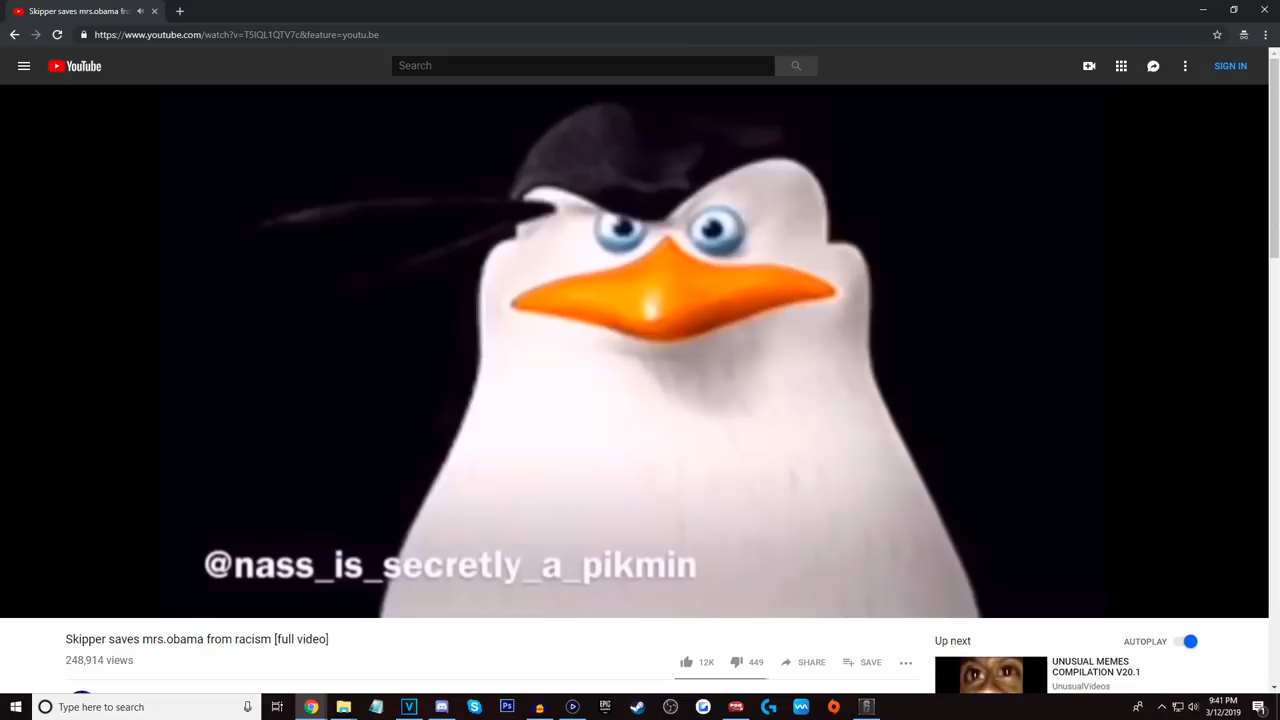 Skipper saves mrs.obama fro
https://www.youtube.com/watch?v=T5IQL1QTV7c&feature=youtu.be
YouTube
Search
SIGN IN
@nass_is_secretly_a_pikmin
Skipper saves mrs.obama from racism [full video]
248,914 views
12K
449
SHARE
SAVE
Up next
AUTOPLAY
UNUSUAL MEMES
COMPILATION V20.1
UnusualVideos
Type here to search
9:41 PM
3/12/2019